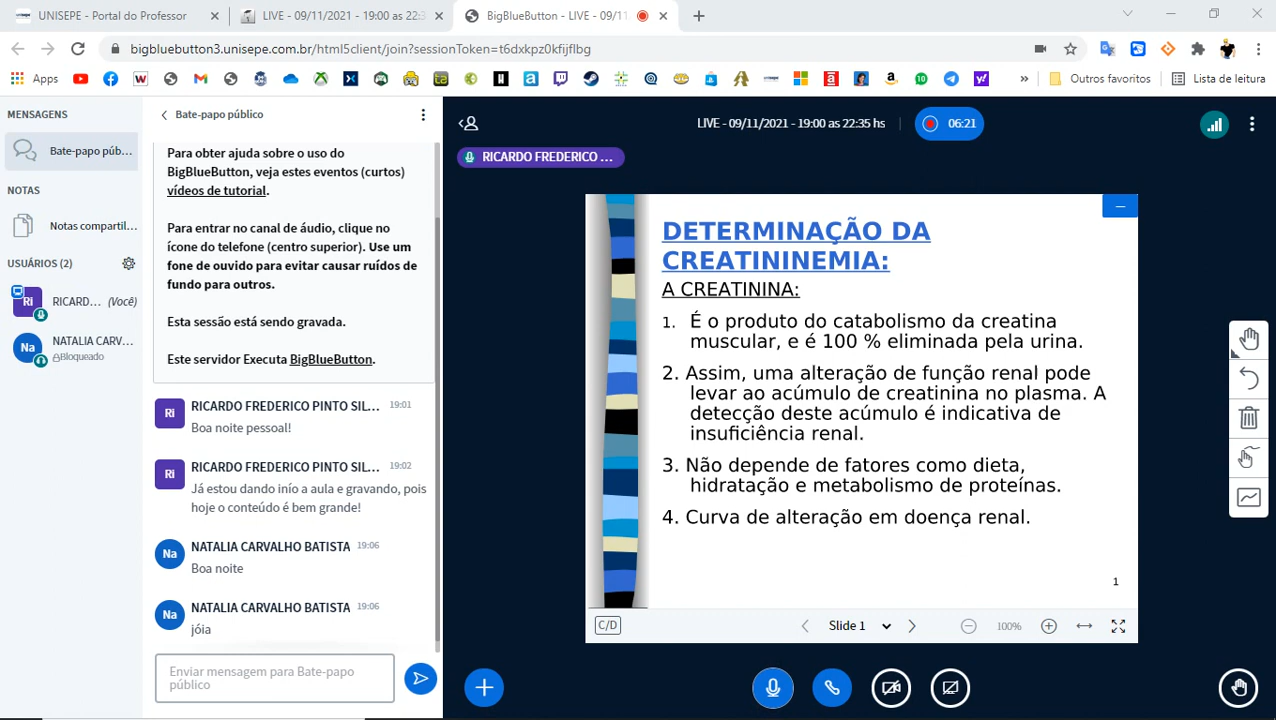 UNISEPE - Portal do Professor
LIVE - 09/11/2021 - 19:00 as 22:3
BigBlueButton - LIVE - 09/11
bigbluebutton3.unisepe.com.br/html5client/join?sessionToken=t6dxkpz0kfijflbg
Apps
Outros favoritos
Lista de leitura
MENSAGENS
Bate-papo púb...
NOTAS
Notas compartil...
USUÁRIOS (2)
Ri
RICARD... (Você)
Na
NATALIA CARV...
Bloqueado
Bate-papo público
Para obter ajuda sobre o uso do
BigBlueButton, veja estes eventos (curtos)
vídeos de tutorial.
Para entrar no canal de áudio, clique no
ícone do telefone (centro superior). Use um
fone de ouvido para evitar causar ruídos de
fundo para outros.
Esta sessão está sendo gravada.
Este servidor Executa BigBlueButton.
Ri
RICARDO FREDERICO PINTO SIL... 19:01
Boa noite pessoal!
Ri
RICARDO FREDERICO PINTO SIL... 19:02
Já estou dando inío a aula e gravando, pois
hoje o conteúdo é bem grande!
Na
NATALIA CARVALHO BATISTA 19:06
Boa noite
Na
NATALIA CARVALHO BATISTA 19:06
jóia
Enviar mensagem para Bate-papo
público
LIVE - 09/11/2021 - 19:00 as 22:35 hs
06:21
RICARDO FREDERICO ...
DETERMINAÇÃO DA
CREATININEMIA:
A CREATININA:
1. É o produto do catabolismo da creatina
muscular, e é 100 % eliminada pela urina.
2. Assim, uma alteração de função renal pode
levar ao acúmulo de creatinina no plasma. A
detecção deste acúmulo é indicativa de
insuficiência renal.
3. Não depende de fatores como dieta,
hidratação e metabolismo de proteínas.
4. Curva de alteração em doença renal.
1
C/D
Slide 1
100%